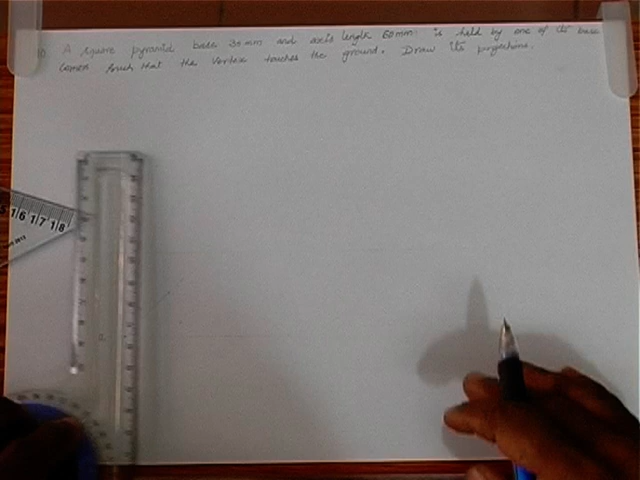 10. A square pyramid base 30mm and axis length 60mm is held by one of its base
corner such that the vertex touches the ground. Draw its projections.
16 17 18